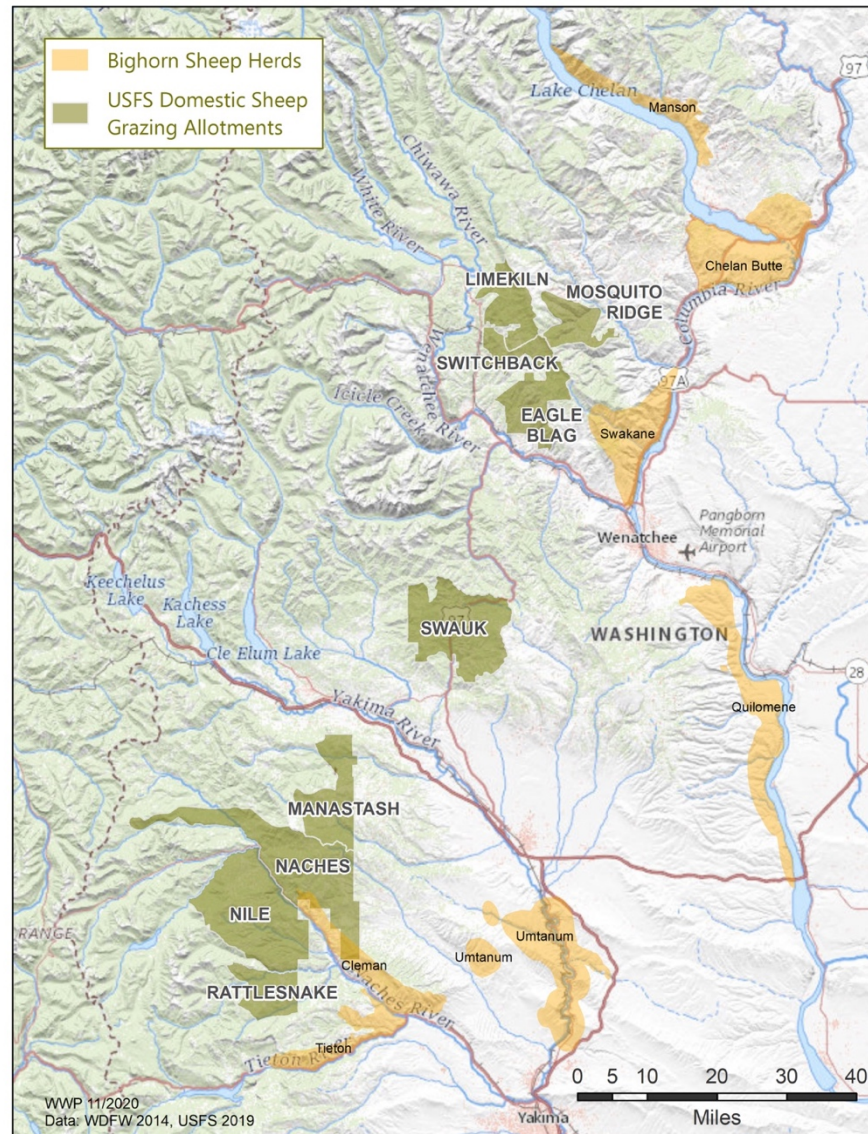 Bighorn Sheep Herds
USFS Domestic Sheep
Grazing Allotments
97
Lake Chelan
Manson
Chiwawa River
White River
Chelan Butte
Columbia River
LIMEKILN
MOSQUITO
RIDGE
Wenatchee River
SWITCHBACK
97A
Icicle Creek
EAGLE
BLAG
Swakane
Pangborn
Memorial
Airport
Wenatchee
Keechelus
Lake
Kachess
Lake
97
SWAUK
WASHINGTON
Cle Elum Lake
28
Quilomene
Yakima River
MANASTASH
NACHES
NILE
RANGE
Umtanum
Umtanum
Cleman
RATTLESNAKE
Naches River
Tieton River
Tieton
0 5 10 20 30 40
Miles
WWP 11/2020
Data: WDFW 2014, USFS 2019
Yakima